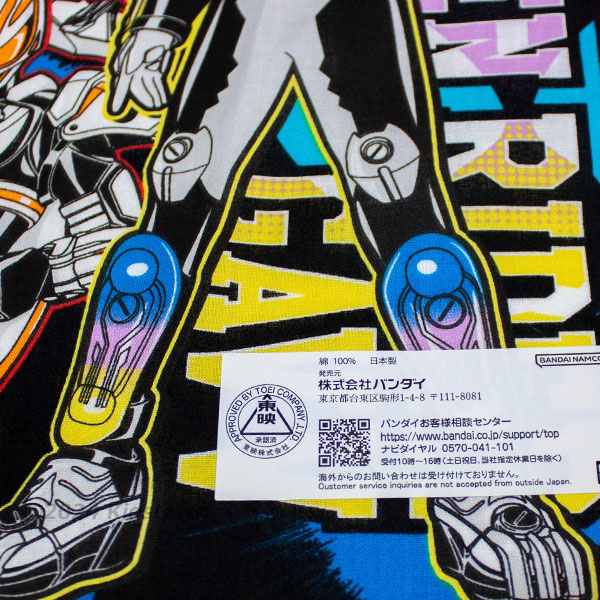 EN
RID
GAV
綿 100% 日本製
発売元
株式会社バンダイ
東京都台東区駒形1-4-8 〒111-8081
BANDAI NAMCO
APPROVED BY TOEI COMPANY, LTD
東映
承認済
東映株式会社
バンダイお客様相談センター
https://www.bandai.co.jp/support/top
ナビダイヤル 0570-041-101
受付10時～16時(土日祝日、当社指定休業日を除く)
海外からのお問い合わせは受け付けておりません。
Customer service inquiries are not accepted from outside Japan.